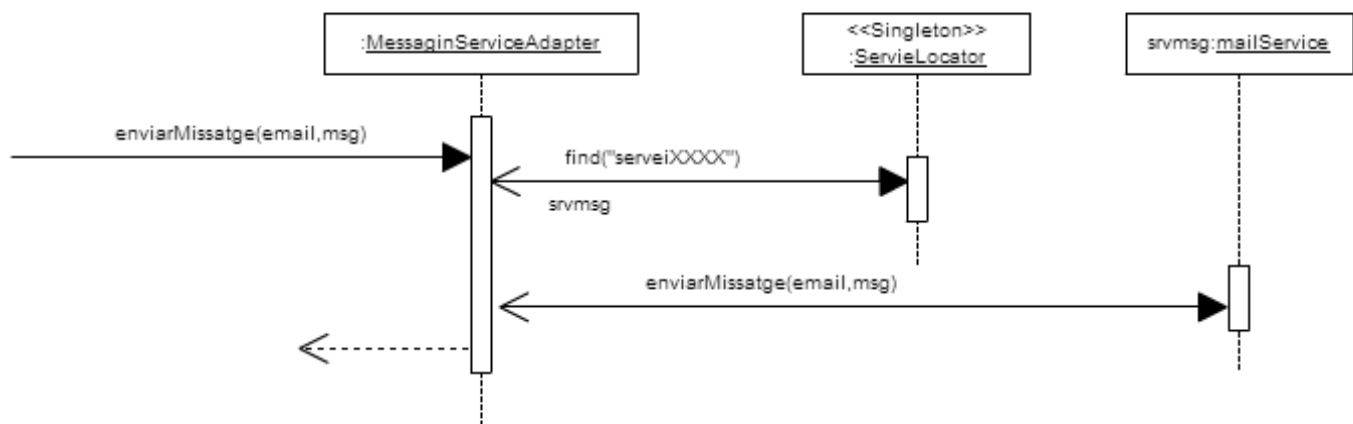 :MessaginServiceAdapter
<<Singleton>>
:ServieLocator
srvmsg:mailService
enviarMissatge(email,msg)
find("serveiXXXX")
srvmsg
enviarMissatge(email,msg)